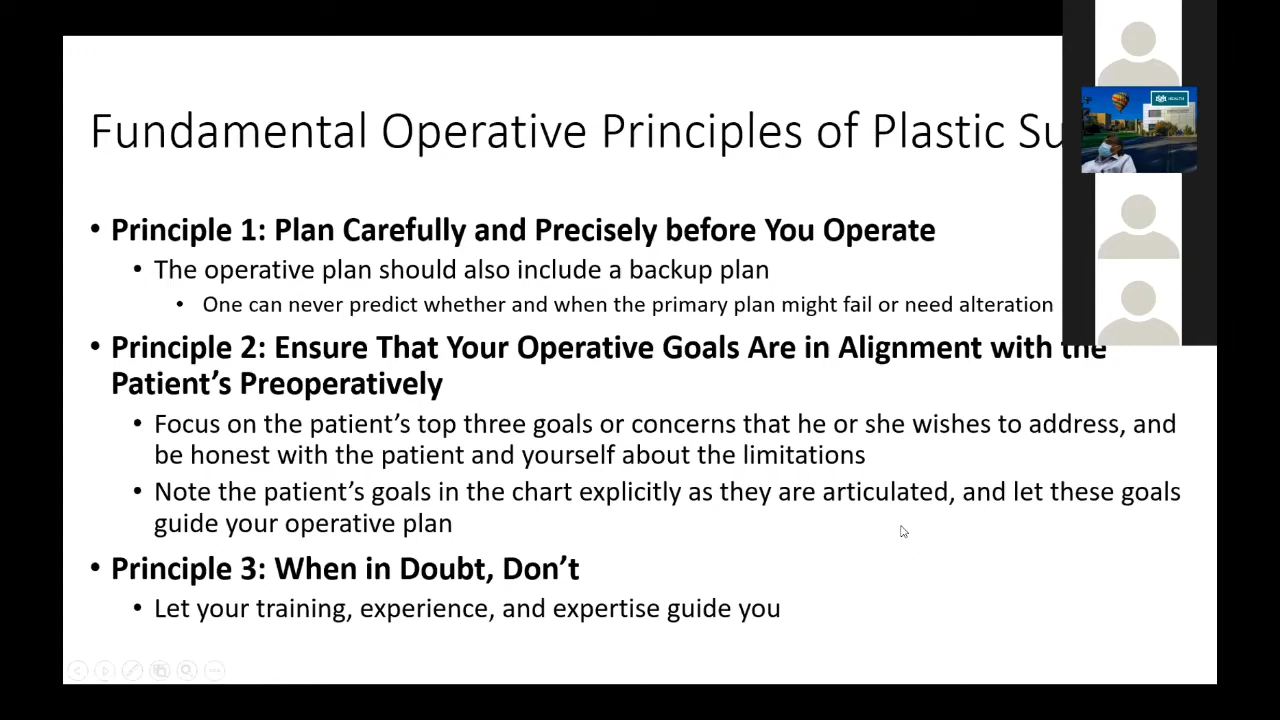 Fundamental Operative Principles of Plastic
• Principle 1: Plan Carefully and Precisely before You Operate
• The operative plan should also include a backup plan
• One can never predict whether and when the primary plan might fail or need alteration
• Principle 2: Ensure That Your Operative Goals Are in Alignment with the
Patient’s Preoperatively
• Focus on the patient’s top three goals or concerns that he or she wishes to address, and
be honest with the patient and yourself about the limitations
• Note the patient’s goals in the chart explicitly as they are articulated, and let these goals
guide your operative plan
• Principle 3: When in Doubt, Don’t
• Let your training, experience, and expertise guide you
HEALTH